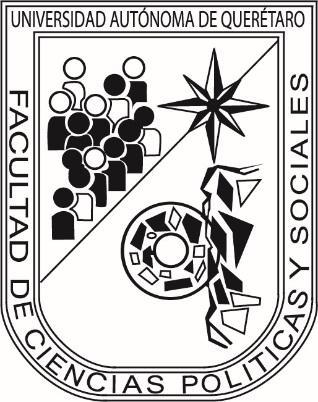 UNIVERSIDAD AUTÓNOMA DE QUERÉTARO
FACULTAD DE CIENCIAS POLITICAS Y SOCIALES